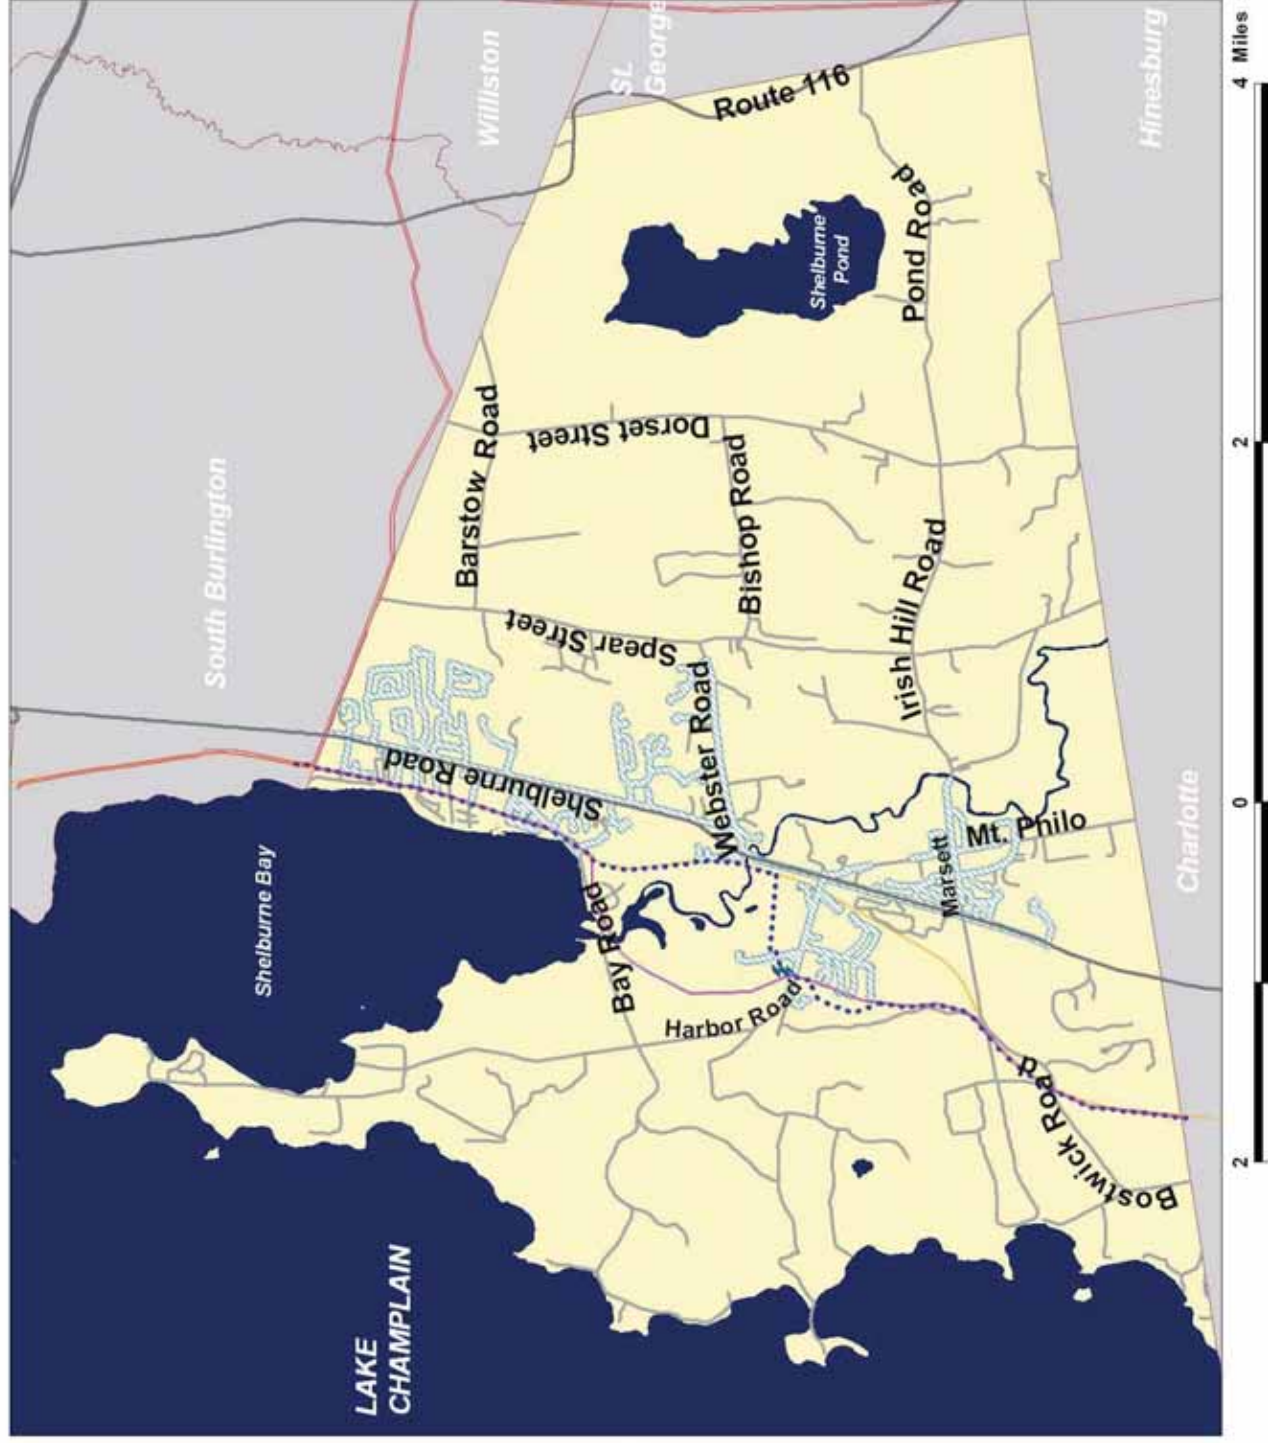 LAKE
CHAMPLAIN
Shelburne Bay
South Burlington
Williston
St.
George
Hinesburg
Charlotte
Shelburne
Pond
Route 116
Pond Road
Barstow Road
Dorset Street
Bishop Road
Irish Hill Road
Spear Street
Webster Road
Shelburne Road
Mt. Philo
Marsett
Bay Road
Harbor Road
Bostwick Road
2 0 2 4 Miles